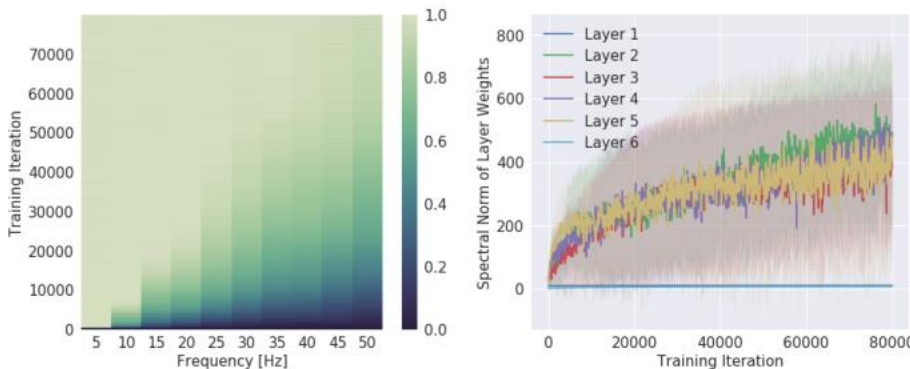 Training Iteration
70000
60000
50000
40000
30000
20000
10000
0
5 10 15 20 25 30 35 40 45 50
Frequency [Hz]
1.0
0.8
0.6
0.4
0.2
0.0
Spectral Norm of Layer Weights
800
600
400
200
0
Layer 1
Layer 2
Layer 3
Layer 4
Layer 5
Layer 6
0 20000 40000 60000 80000
Training Iteration